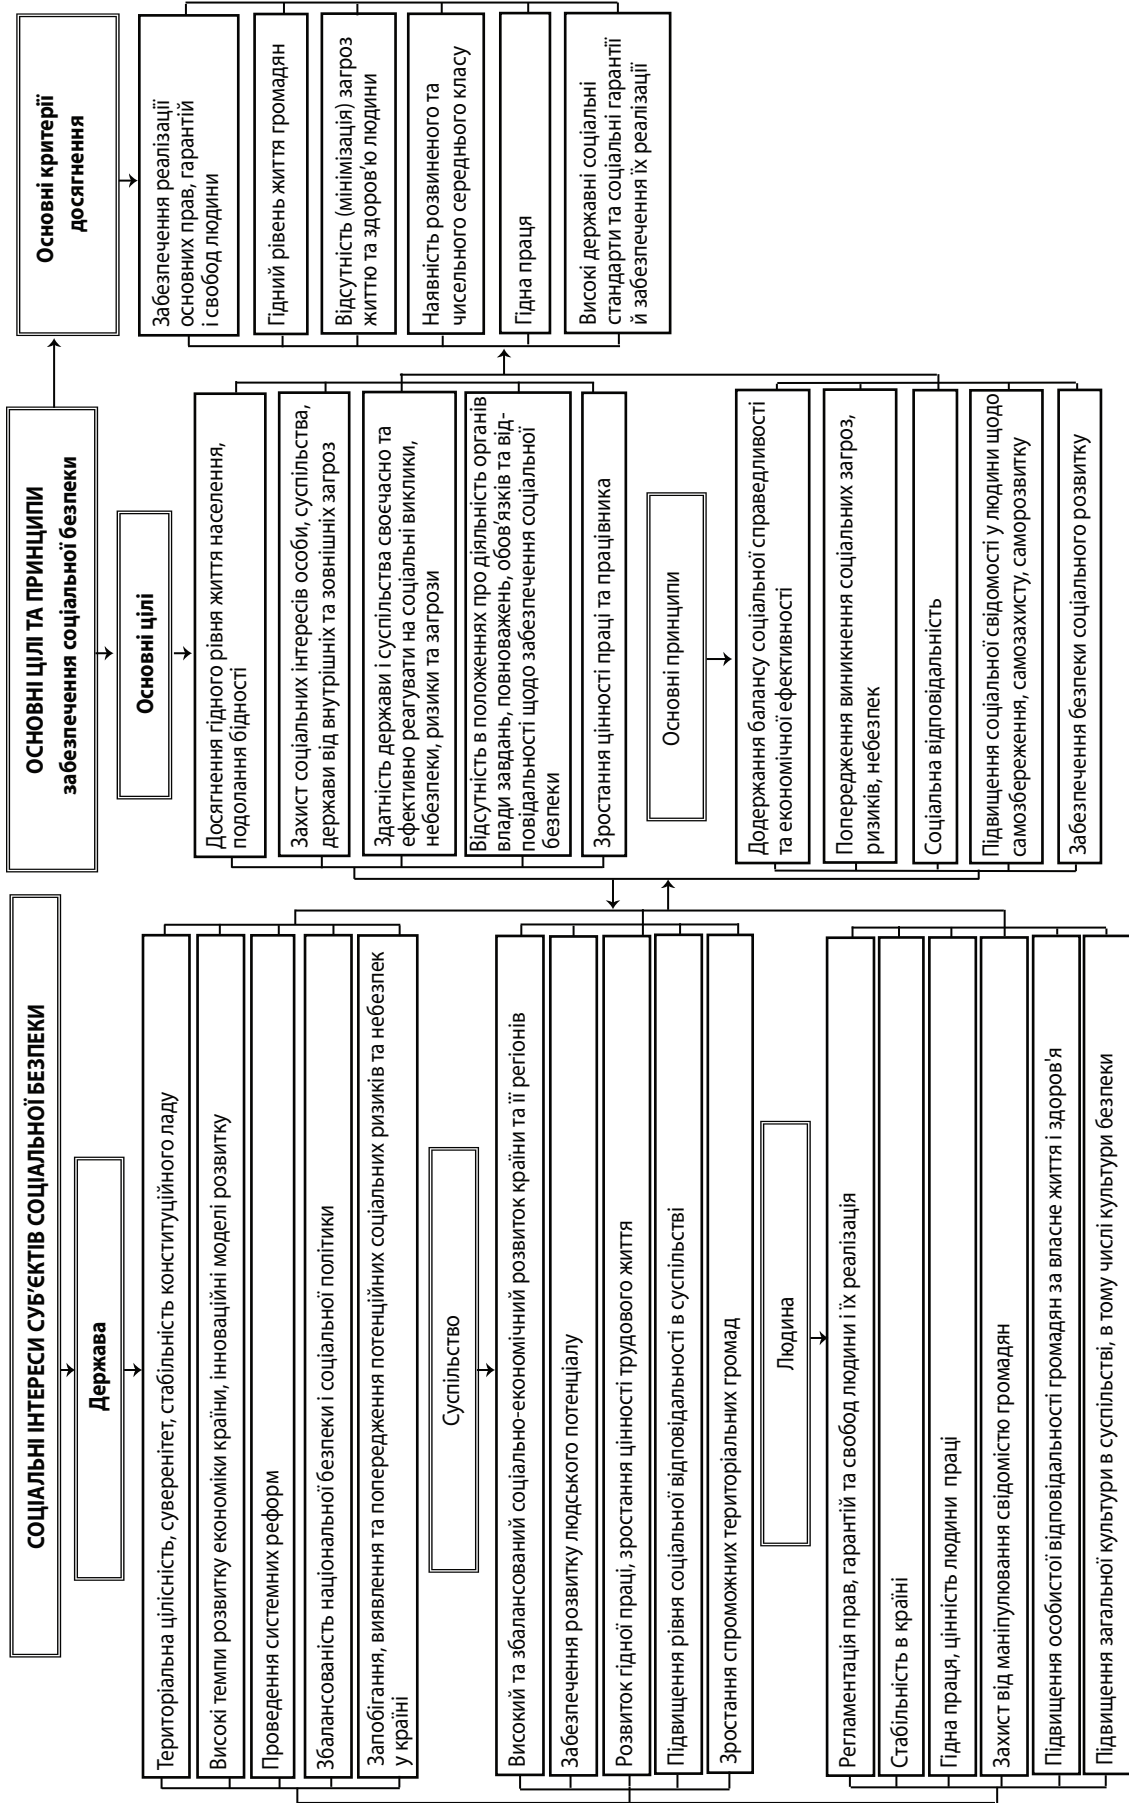 СОЦІАЛЬНІ ІНТЕРЕСИ СУБ’ЄКТІВ СОЦІАЛЬНОЇ БЕЗПЕКИ
Держава
Територіальна цілісність, суверенітет, стабільність конституційного ладу
Високі темпи розвитку економіки країни, інноваційні моделі розвитку
Проведення системних реформ
Збалансованість національної безпеки і соціальної політики
Запобігання, виявлення та попередження потенційних соціальних ризиків та небезпек
у країні
Суспільство
Високий та збалансований соціально-економічний розвиток країни та її регіонів
Забезпечення розвитку людського потенціалу
Розвиток гідної праці, зростання цінності трудового життя
Підвищення рівня соціальної відповідальності в суспільстві
Зростання спроможних територіальних громад
Людина
Регламентація прав, гарантій та свобод людини і їх реалізація
Стабільність в країні
Гідна праця, цінність людини праці
Захист від маніпулювання свідомістю громадян
Підвищення особистої відповідальності громадян за власне життя і здоров'я
Підвищення загальної культури в суспільстві, в тому числі культури безпеки
ОСНОВНІ ЦІЛІ ТА ПРИНЦИПИ
забезпечення соціальної безпеки
Основні цілі
Досягнення гідного рівня життя населення,
подолання бідності
Захист соціальних інтересів особи, суспільства,
держави від внутрішніх та зовнішніх загроз
Здатність держави і суспільства своєчасно та
ефективно реагувати на соціальні виклики,
небезпеки, ризики та загрози
Відсутність в положеннях про діяльність органів
влади завдань, повноважень, обов’язків та від-
повідальності щодо забезпечення соціальної
безпеки
Зростання цінності праці та працівника
Основні принципи
Додержання балансу соціальної справедливості
та економічної ефективності
Попередження виникнення соціальних загроз,
ризиків, небезпек
Соціальна відповідальність
Підвищення соціальної свідомості у людини щодо
самозбереження, самозахисту, саморозвитку
Забезпечення безпеки соціального розвитку
Основні критерії
досягнення
Забезпечення реалізації
основних прав, гарантій
і свобод людини
Гідний рівень життя громадян
Відсутність (мінімізація) загроз
життю та здоров’ю людини
Наявність розвиненого та
чисельного середнього класу
Гідна праця
Високі державні соціальні
стандарти та соціальні гарантії
й забезпечення їх реалізації